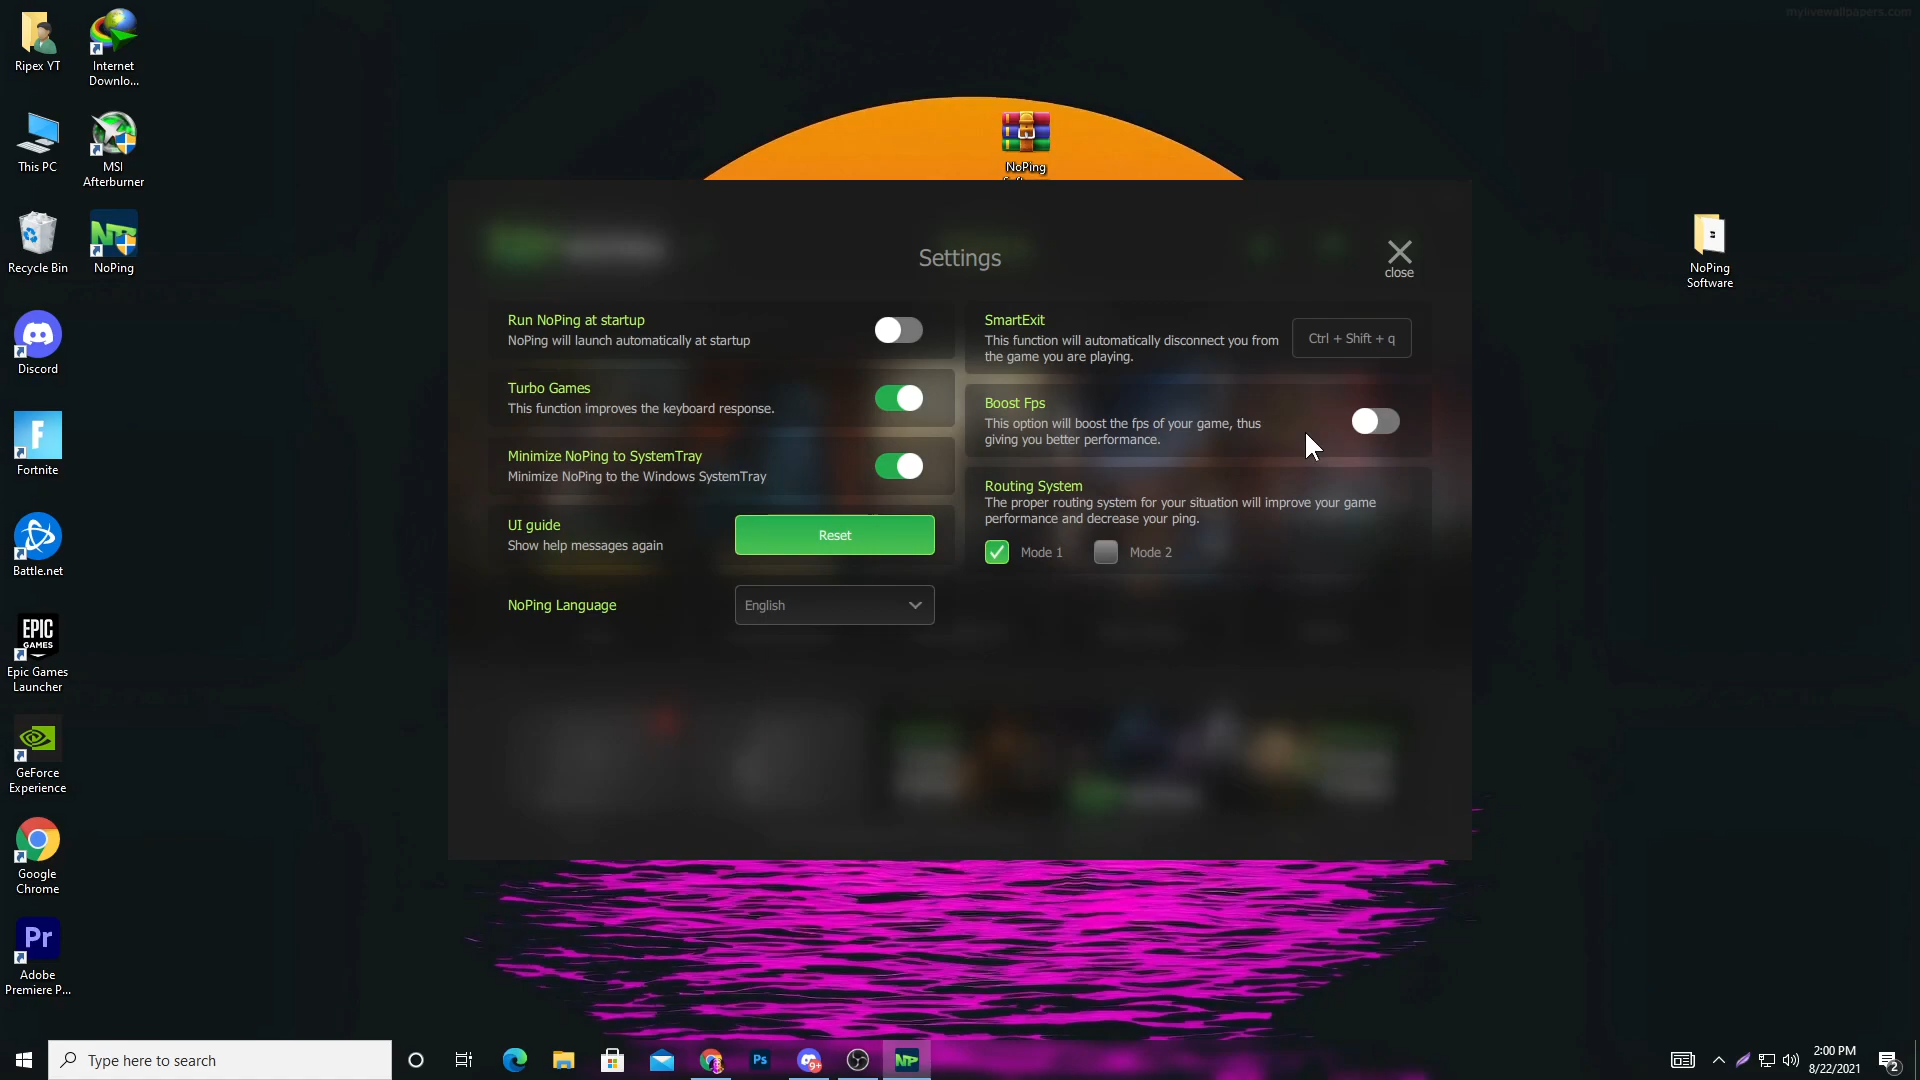 mylivewallpapers.com
Ripex YT
Internet
Downlo...
This PC
MSI
Afterburner
Recycle Bin
NoPing
Discord
Fortnite
Battle.net
EPIC
GAMES
Epic Games
Launcher
GeForce
Experience
Google
Chrome
Pr
Adobe
Premiere P...
NoPing
NoPing
Software
Settings
close
Run NoPing at startup
NoPing will launch automatically at startup
Turbo Games
This function improves the keyboard response.
Minimize NoPing to SystemTray
Minimize NoPing to the Windows SystemTray
UI guide
Show help messages again
Reset
NoPing Language
English
SmartExit
This function will automatically disconnect you from
the game you are playing.
Ctrl + Shift + q
Boost Fps
This option will boost the fps of your game, thus
giving you better performance.
Routing System
The proper routing system for your situation will improve your game
performance and decrease your ping.
Mode 1
Mode 2
Type here to search
Ps
9+
NP
2:00 PM
8/22/2021
2